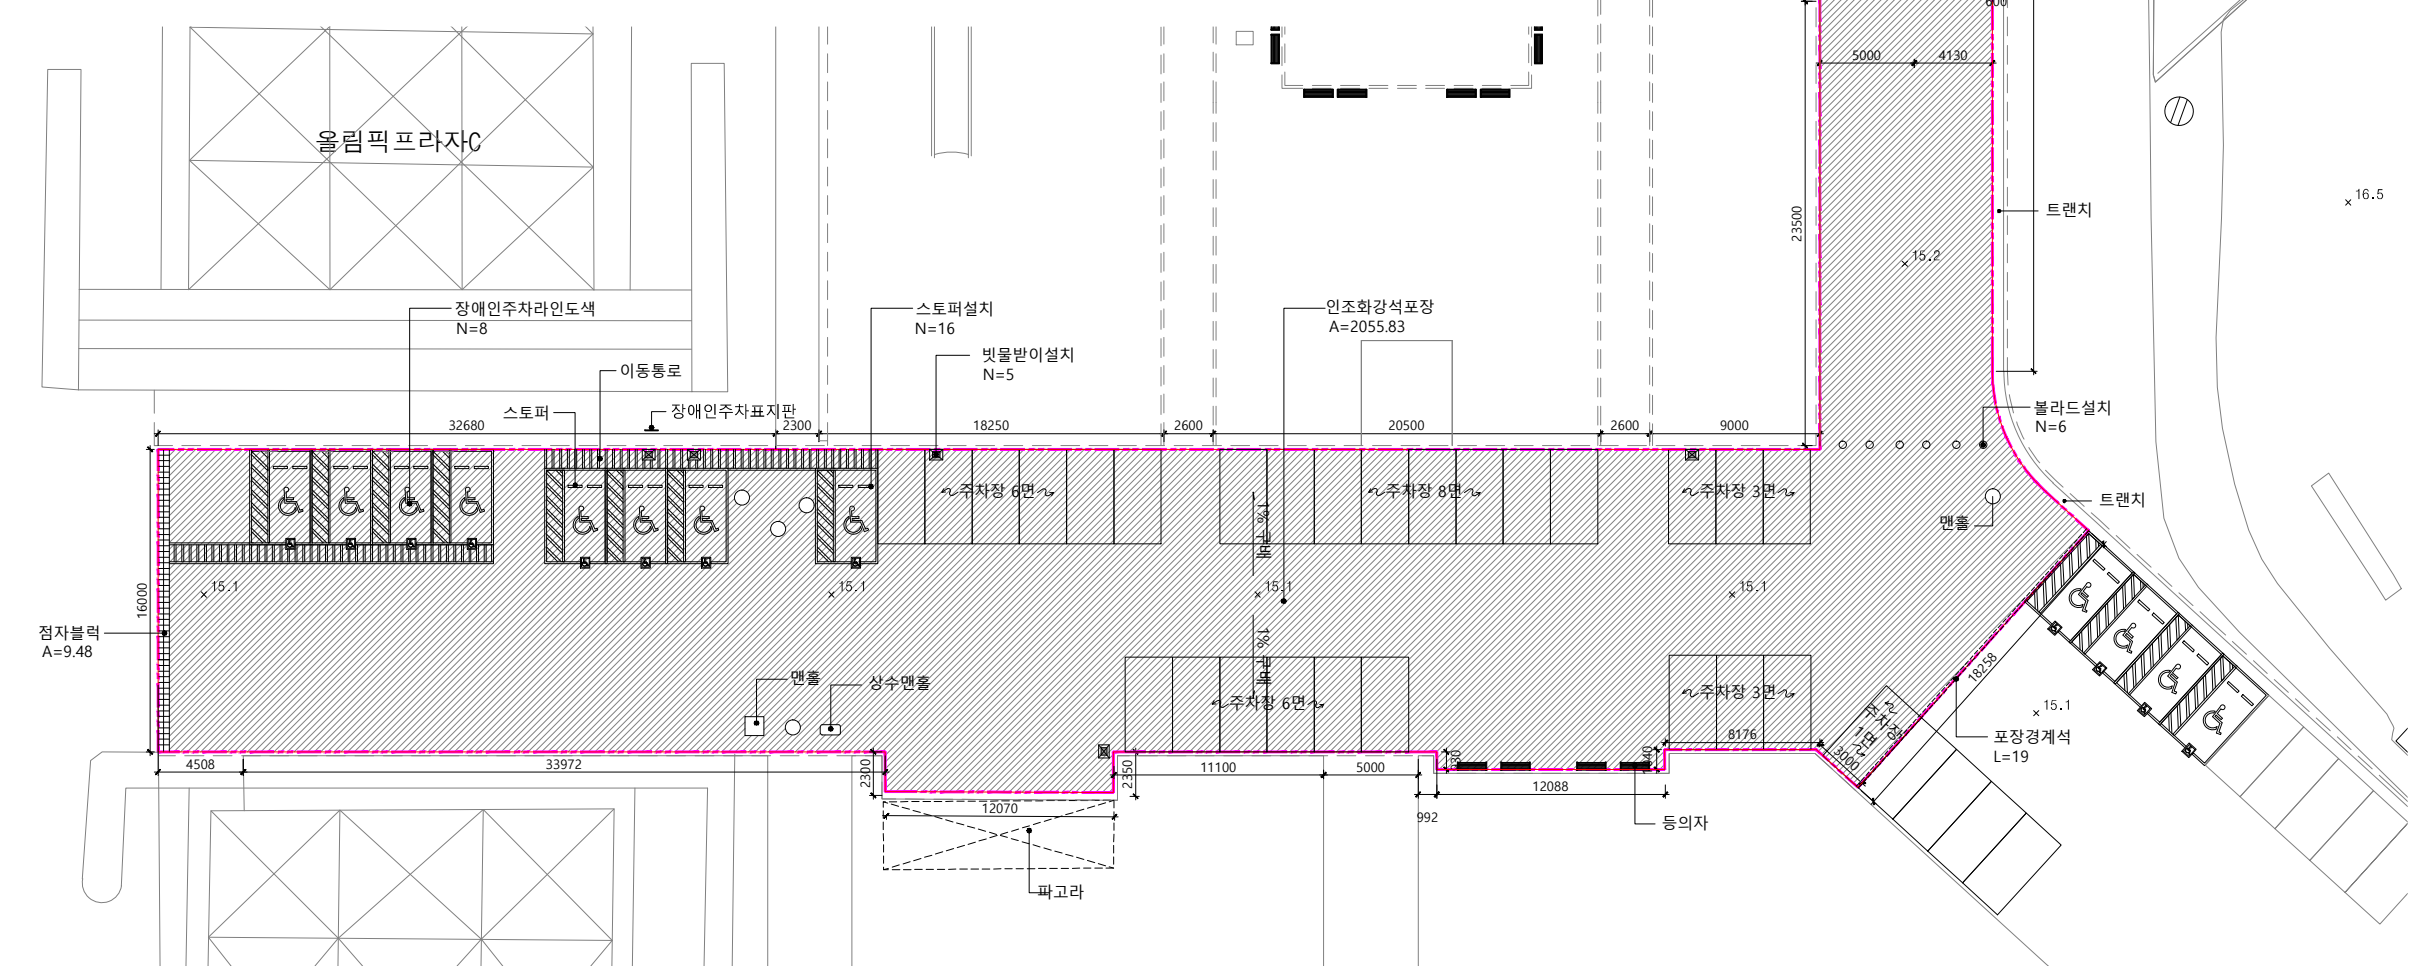 600
5000
4130
올림픽프라자C
16.5
트랜치
23500
15.2
장애인주차라인도색
N=8
스토퍼설치
N=16
인조화강석포장
A=2055.83
빗물받이설치
N=5
이동통로
스토퍼
장애인주차표지판
볼라드설치
N=6
32680
2300
18250
2600
20500
2600
9000
주차장 6면
주차장 8면
주차장 3면
트랜치
맨홀
1% 구배
15.1
15.1
15.1
15.1
16000
점자블럭
A=9.48
1% 구배
맨홀
상수맨홀
주차장 6면
주차장 3면
18258
15.1
주차장
1면
포장경계석
L=19
8176
3000
4508
33972
2300
2350
11100
5000
12088
12070
992
등의자
파고라